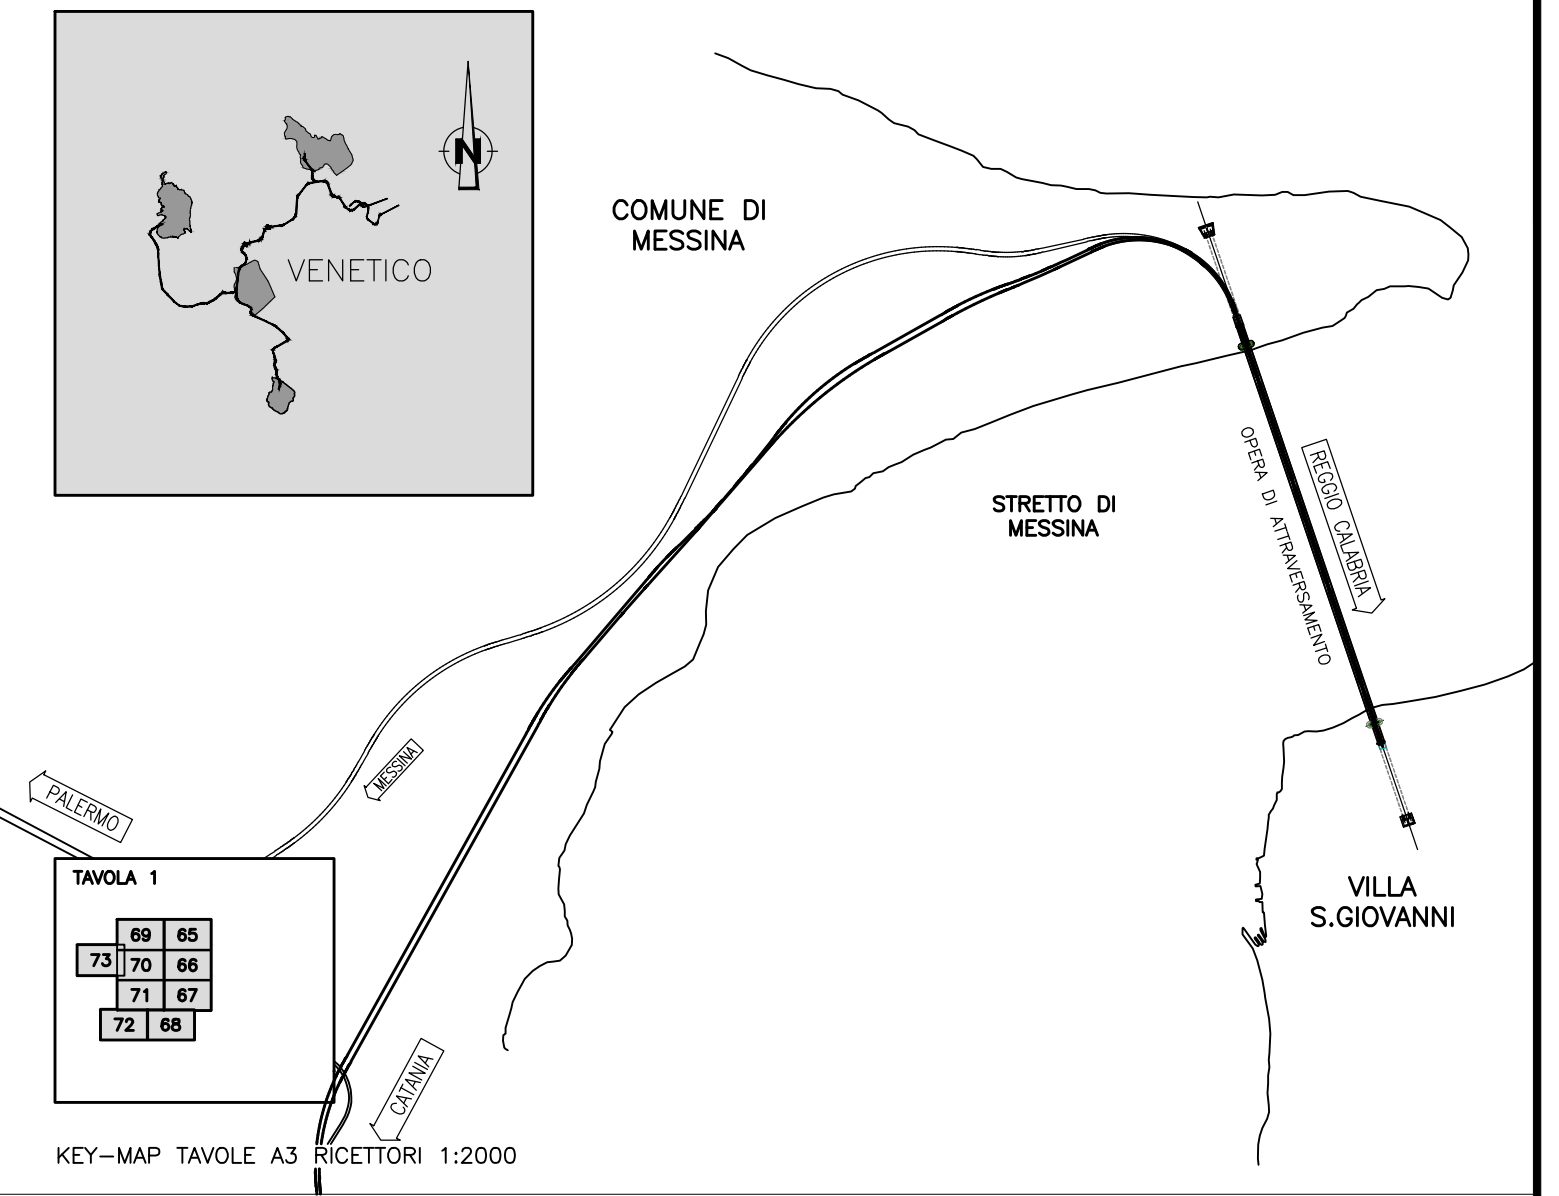 N
VENETICO
COMUNE DI
MESSINA
STRETTO DI
MESSINA
OPERA DI ATTRAVERSAMENTO
REGGIO CALABRIA
MESSINA
PALERMO
VILLA
S.GIOVANNI
TAVOLA 1
69 65
73 70 66
71 67
72 68
CATANIA
KEY-MAP TAVOLE A3 RICETTORI 1:2000